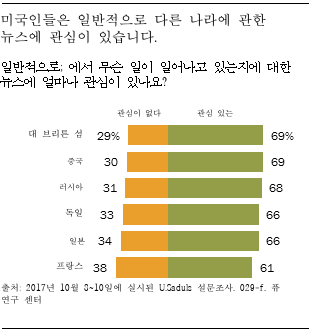 미국인들은 일반적으로 다른 나라에 관한
뉴스에 관심이 있습니다.
일반적으로; 에서 무슨 일이 일어나고 있는지에 대한
뉴스에 얼마나 관심이 있나요?
관심이 없다 관심 있는
대 브리튼 섬 29% 69%
중국 30 69
러시아 31 68
독일 33 66
일본 34 66
프랑스 38 61
출처: 2017년 10월 3~10일에 실시된 U.S. 설문조사. 029-f. 퓨
연구 센터